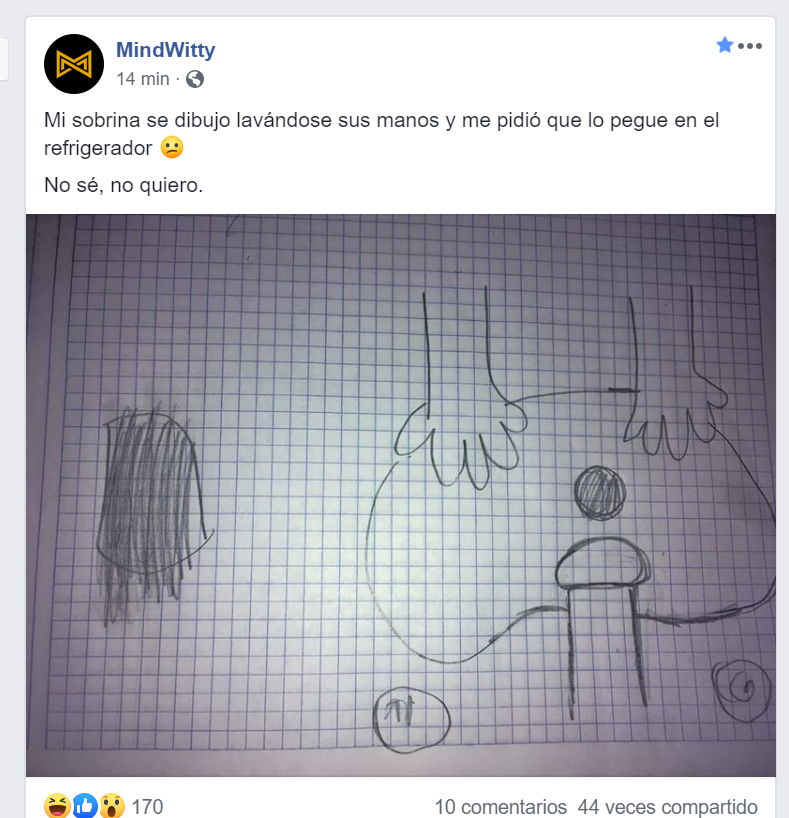 MindWitty
14 min ·
Mi sobrina se dibujo lavándose sus manos y me pidió que lo pegue en el
refrigerador 😕
No sé, no quiero.
170
10 comentarios 44 veces compartido